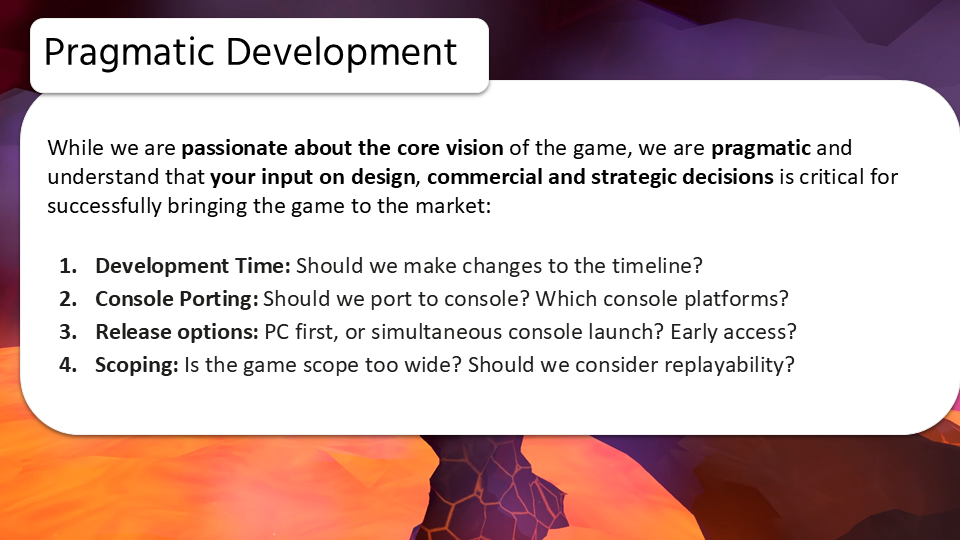 Pragmatic Development
While we are passionate about the core vision of the game, we are pragmatic and
understand that your input on design, commercial and strategic decisions is critical for
successfully bringing the game to the market:
1. Development Time: Should we make changes to the timeline?
2. Console Porting: Should we port to console? Which console platforms?
3. Release options: PC first, or simultaneous console launch? Early access?
4. Scoping: Is the game scope too wide? Should we consider replayability?